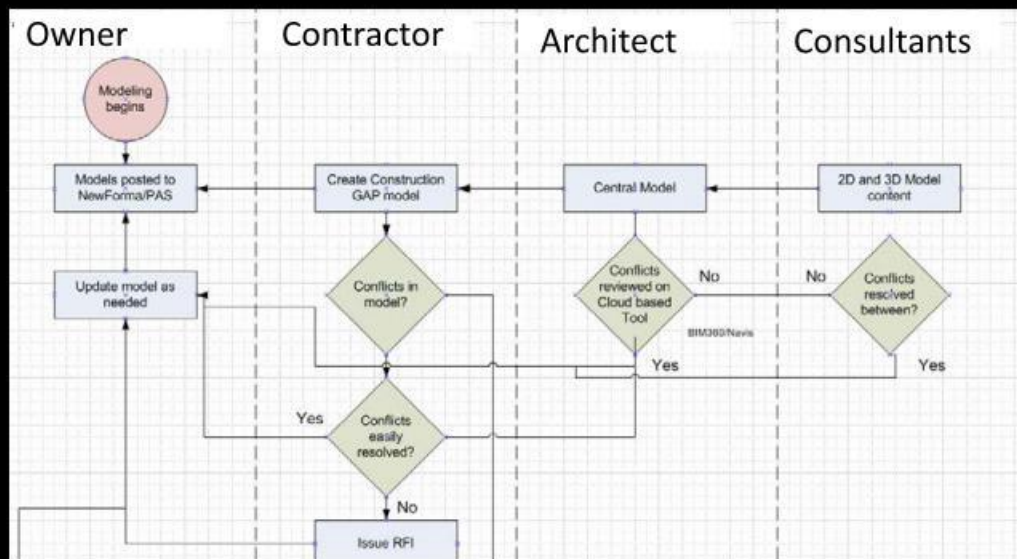 Owner
Contractor
Architect
Consultants
Modeling
begins
Models posted to
NewForma/PAS
Create Construction
GAP model
Central Model
2D and 3D Model
content
Update model as
needed
Conflicts in
model?
Conflicts
reviewed on
Cloud based
Tool
No
No
Conflicts
resolved
between?
BIM360/Navis
Yes
Yes
Yes
Conflicts
easily
resolved?
No
Issue RFI